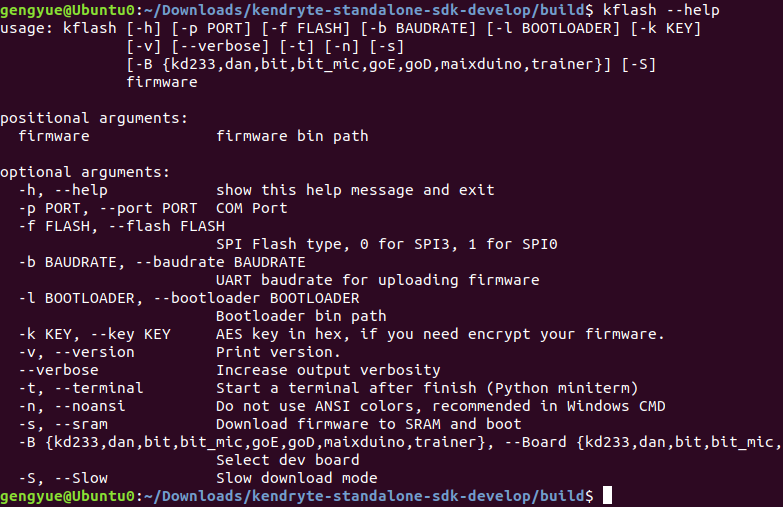 gengyue@Ubuntu0:~/Downloads/kendryte-standalone-sdk-develop/build$ kflash --help
usage: kflash [-h] [-p PORT] [-f FLASH] [-b BAUDRATE] [-l BOOTLOADER] [-k KEY]
              [-v] [--verbose] [-t] [-n] [-s]
              [-B {kd233,dan,bit,bit_mic,goE,goD,maixduino,trainer}] [-S]
              firmware

positional arguments:
  firmware              firmware bin path

optional arguments:
  -h, --help            show this help message and exit
  -p PORT, --port PORT  COM Port
  -f FLASH, --flash FLASH
                        SPI Flash type, 0 for SPI3, 1 for SPI0
  -b BAUDRATE, --baudrate BAUDRATE
                        UART baudrate for uploading firmware
  -l BOOTLOADER, --bootloader BOOTLOADER
                        Bootloader bin path
  -k KEY, --key KEY     AES key in hex, if you need encrypt your firmware.
  -v, --version         Print version.
  --verbose             Increase output verbosity
  -t, --terminal        Start a terminal after finish (Python miniterm)
  -n, --noansi          Do not use ANSI colors, recommended in Windows CMD
  -s, --sram            Download firmware to SRAM and boot
  -B {kd233,dan,bit,bit_mic,goE,goD,maixduino,trainer}, --Board {kd233,dan,bit,bit_mic,
                        Select dev board
  -S, --Slow            Slow download mode
gengyue@Ubuntu0:~/Downloads/kendryte-standalone-sdk-develop/build$